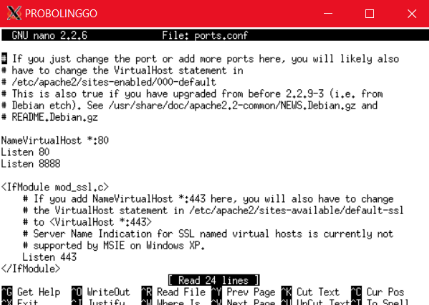 PROBOLINGGO
GNU nano 2.2.6 File: ports.conf
# If you just change the port or add more ports here, you will likely also
# have to change the VirtualHost statement in
# /etc/apache2/sites-enabled/000-default
# This is also true if you have upgraded from before 2.2.9-3 (i.e. from
# Debian etch). See /usr/share/doc/apache2.2-common/NEWS.Debian.gz and
# README.Debian.gz
NameVirtualHost *:80
Listen 80
Listen 8888
<IfModule mod_ssl.c>
# If you add NameVirtualHost *:443 here, you will also have to change
# the VirtualHost statement in /etc/apache2/sites-available/default-ssl
# to <VirtualHost *:443>
# Server Name Indication for SSL named virtual hosts is currently not
# supported by MSIE on Windows XP.
Listen 443
</IfModule>
[ Read 24 lines ]
^G Get Help ^O WriteOut ^R Read File ^Y Prev Page ^K Cut Text ^C Cur Pos
^X Exit ^J Justify ^W Where Is ^V Next Page ^U UnCut Text ^T To Spell